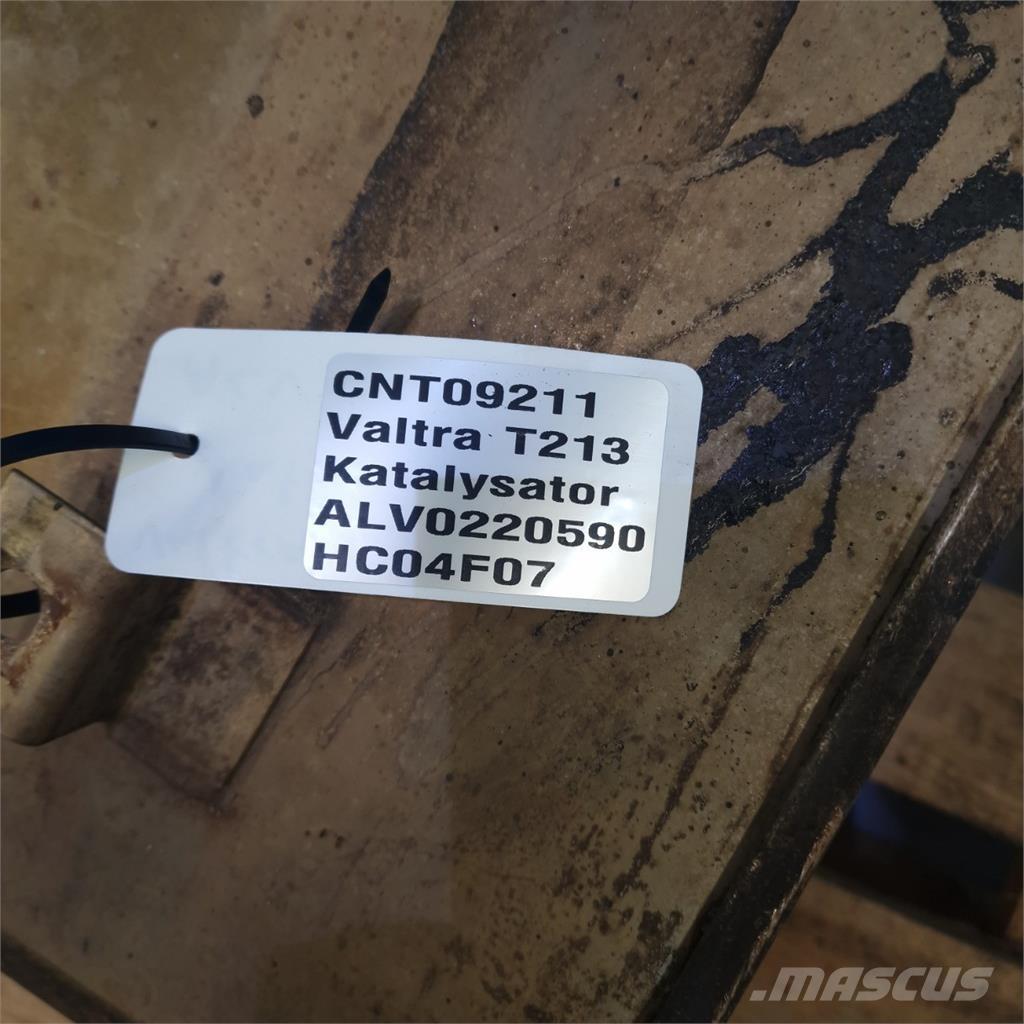 CNT09211
Valtra T213
Katalysator
ALV0220590
HC04F07
.MASCUS